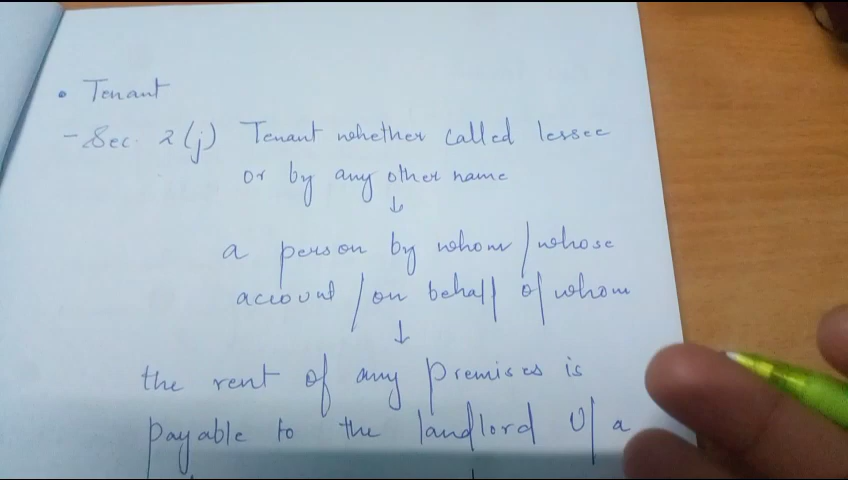 • Tenant
- Sec. 2(j) Tenant whether called lessee
or by any other name
↓
a person by whom / whose
account / on behalf of whom
↓
the rent of any premises is
payable to the landlord U/ a